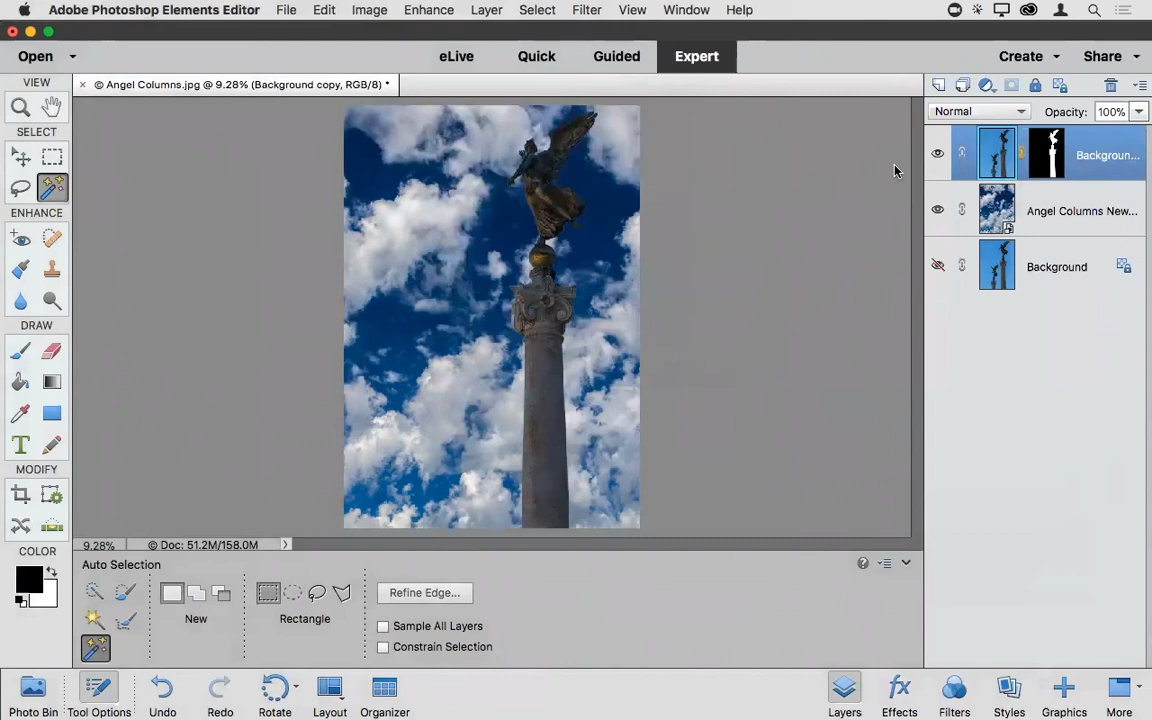 Adobe Photoshop Elements Editor File Edit Image Enhance Layer Select Filter View Window Help
Open eLive Quick Guided Expert Create Share
VIEW × © Angel Columns.jpg @ 9.28% (Background copy, RGB/8) *
Normal Opacity: 100%
SELECT
Backgroun...
ENHANCE Angel Columns New...
Background
DRAW
T
MODIFY
COLOR 9.28% © Doc: 51.2M/158.0M
Auto Selection
Refine Edge...
New Rectangle
Sample All Layers
Constrain Selection
Photo Bin Tool Options Undo Redo Rotate Layout Organizer Layers Effects Filters Styles Graphics More